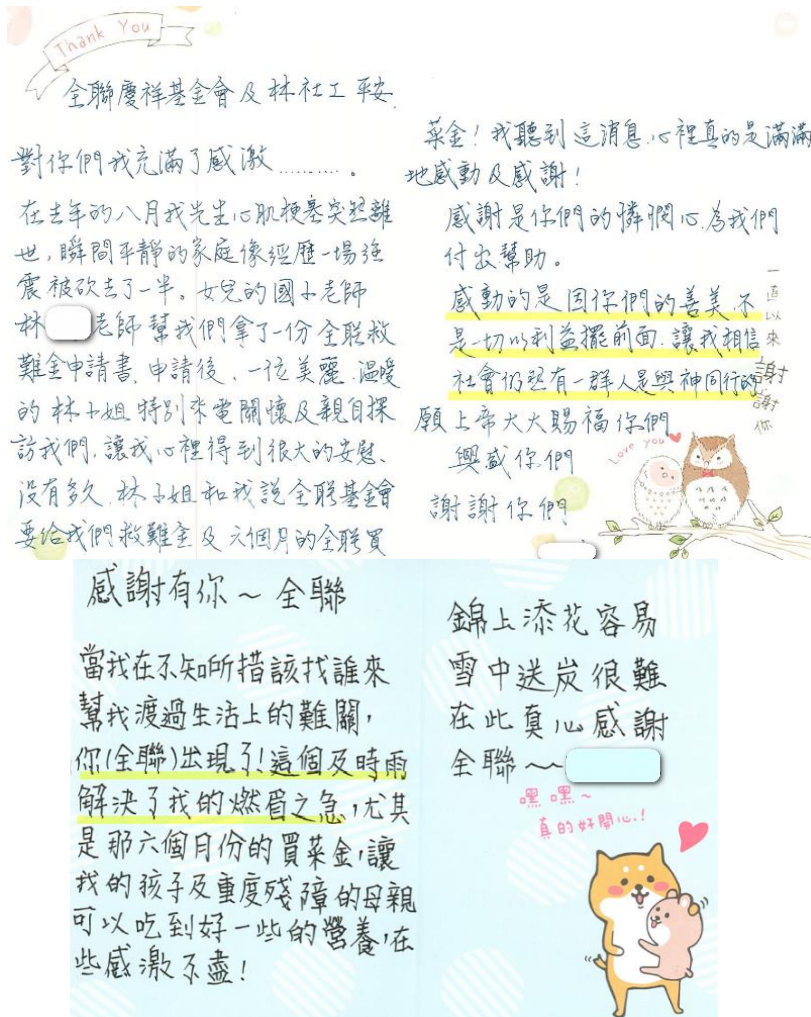 Thank You
全聯慶祥基金會及林社工 平安.
對你們我充滿了感激..........。
在去年的八月我先生心肌梗塞突然離
世,瞬間平靜的家庭像經歷一場強
震被砍去了一半。女兒的國小老師
林 老師幫我們拿了一份全联救
難金申請書.申請後、一位美麗.溫暖
的林小姐特別來電關懷及親自探
訪我們.讓我心裡得到很大的安慰、
沒有多久.林小姐和我說全联基金會
要給我們救難金及六個月的全联買
菜金!我聽到這消息.心裡真的是滿滿
地感動及感謝!
感謝是你們的憐憫心.為我們
付出幫助。
感動的是因你們的善美.不
是一切以利益擺前面.讓我相信
社會仍然有一群人是與神同行的
願上帝大大賜福你們
興盛你們
謝謝你們
一直以來
謝謝你
Love you
感謝有你~全聯
當我在不知所措該找誰來
幫我渡過生活上的難關,
你(全聯)出現了!這個及時雨
解決了我的燃眉之急,尤其
是那六個月份的買菜金,讓
我的孩子及重度殘障的母親
可以吃到好一些的營養,在
些感激不盡!
錦上添花容易
雪中送炭很難
在此真心感謝
全聯~~
嘿嘿~
真的好開心.!